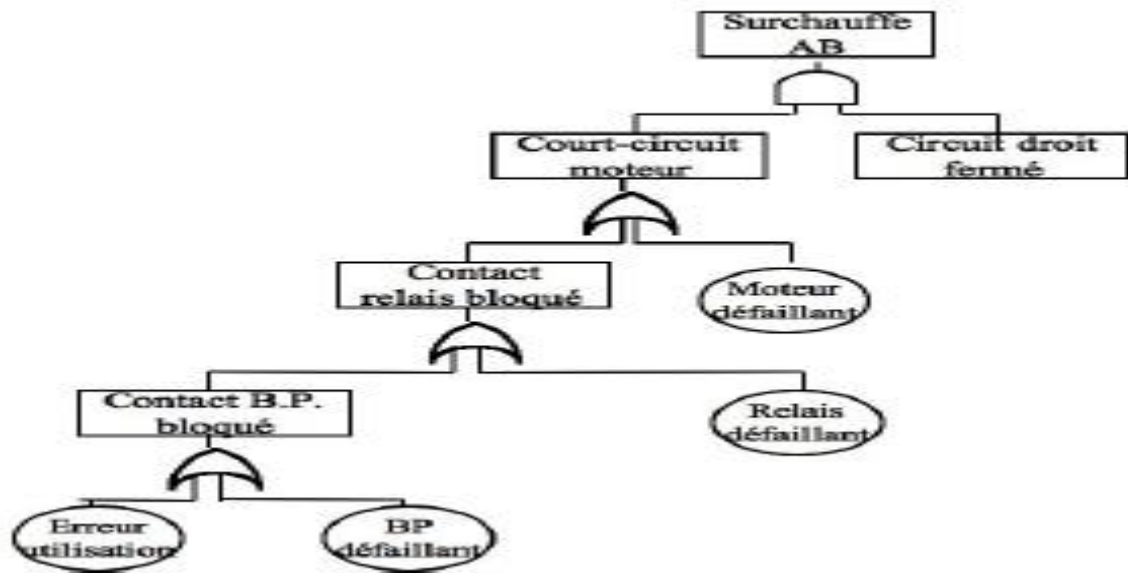 Surchauffe
AB
Court-circuit
moteur
Circuit droit
fermé
Contact
relais bloqué
Moteur
défaillant
Contact B.P.
bloqué
Relais
défaillant
Erreur
utilisation
BP
défaillant